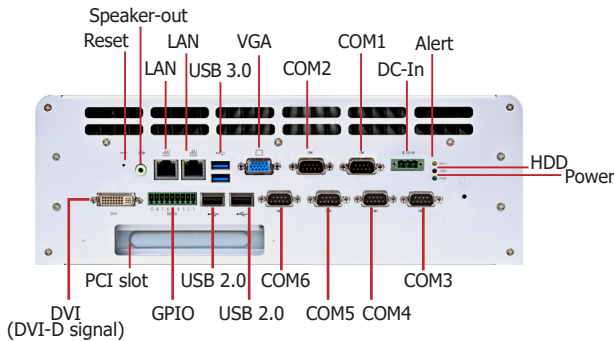 Speaker-out
Reset
LAN
VGA
COM1
Alert
LAN
USB 3.0
COM2
DC-In
HDD
Power
DVI
PCI slot
USB 2.0
COM6
COM3
DVI
(DVI-D signal)
GPIO
USB 2.0
COM5
COM4